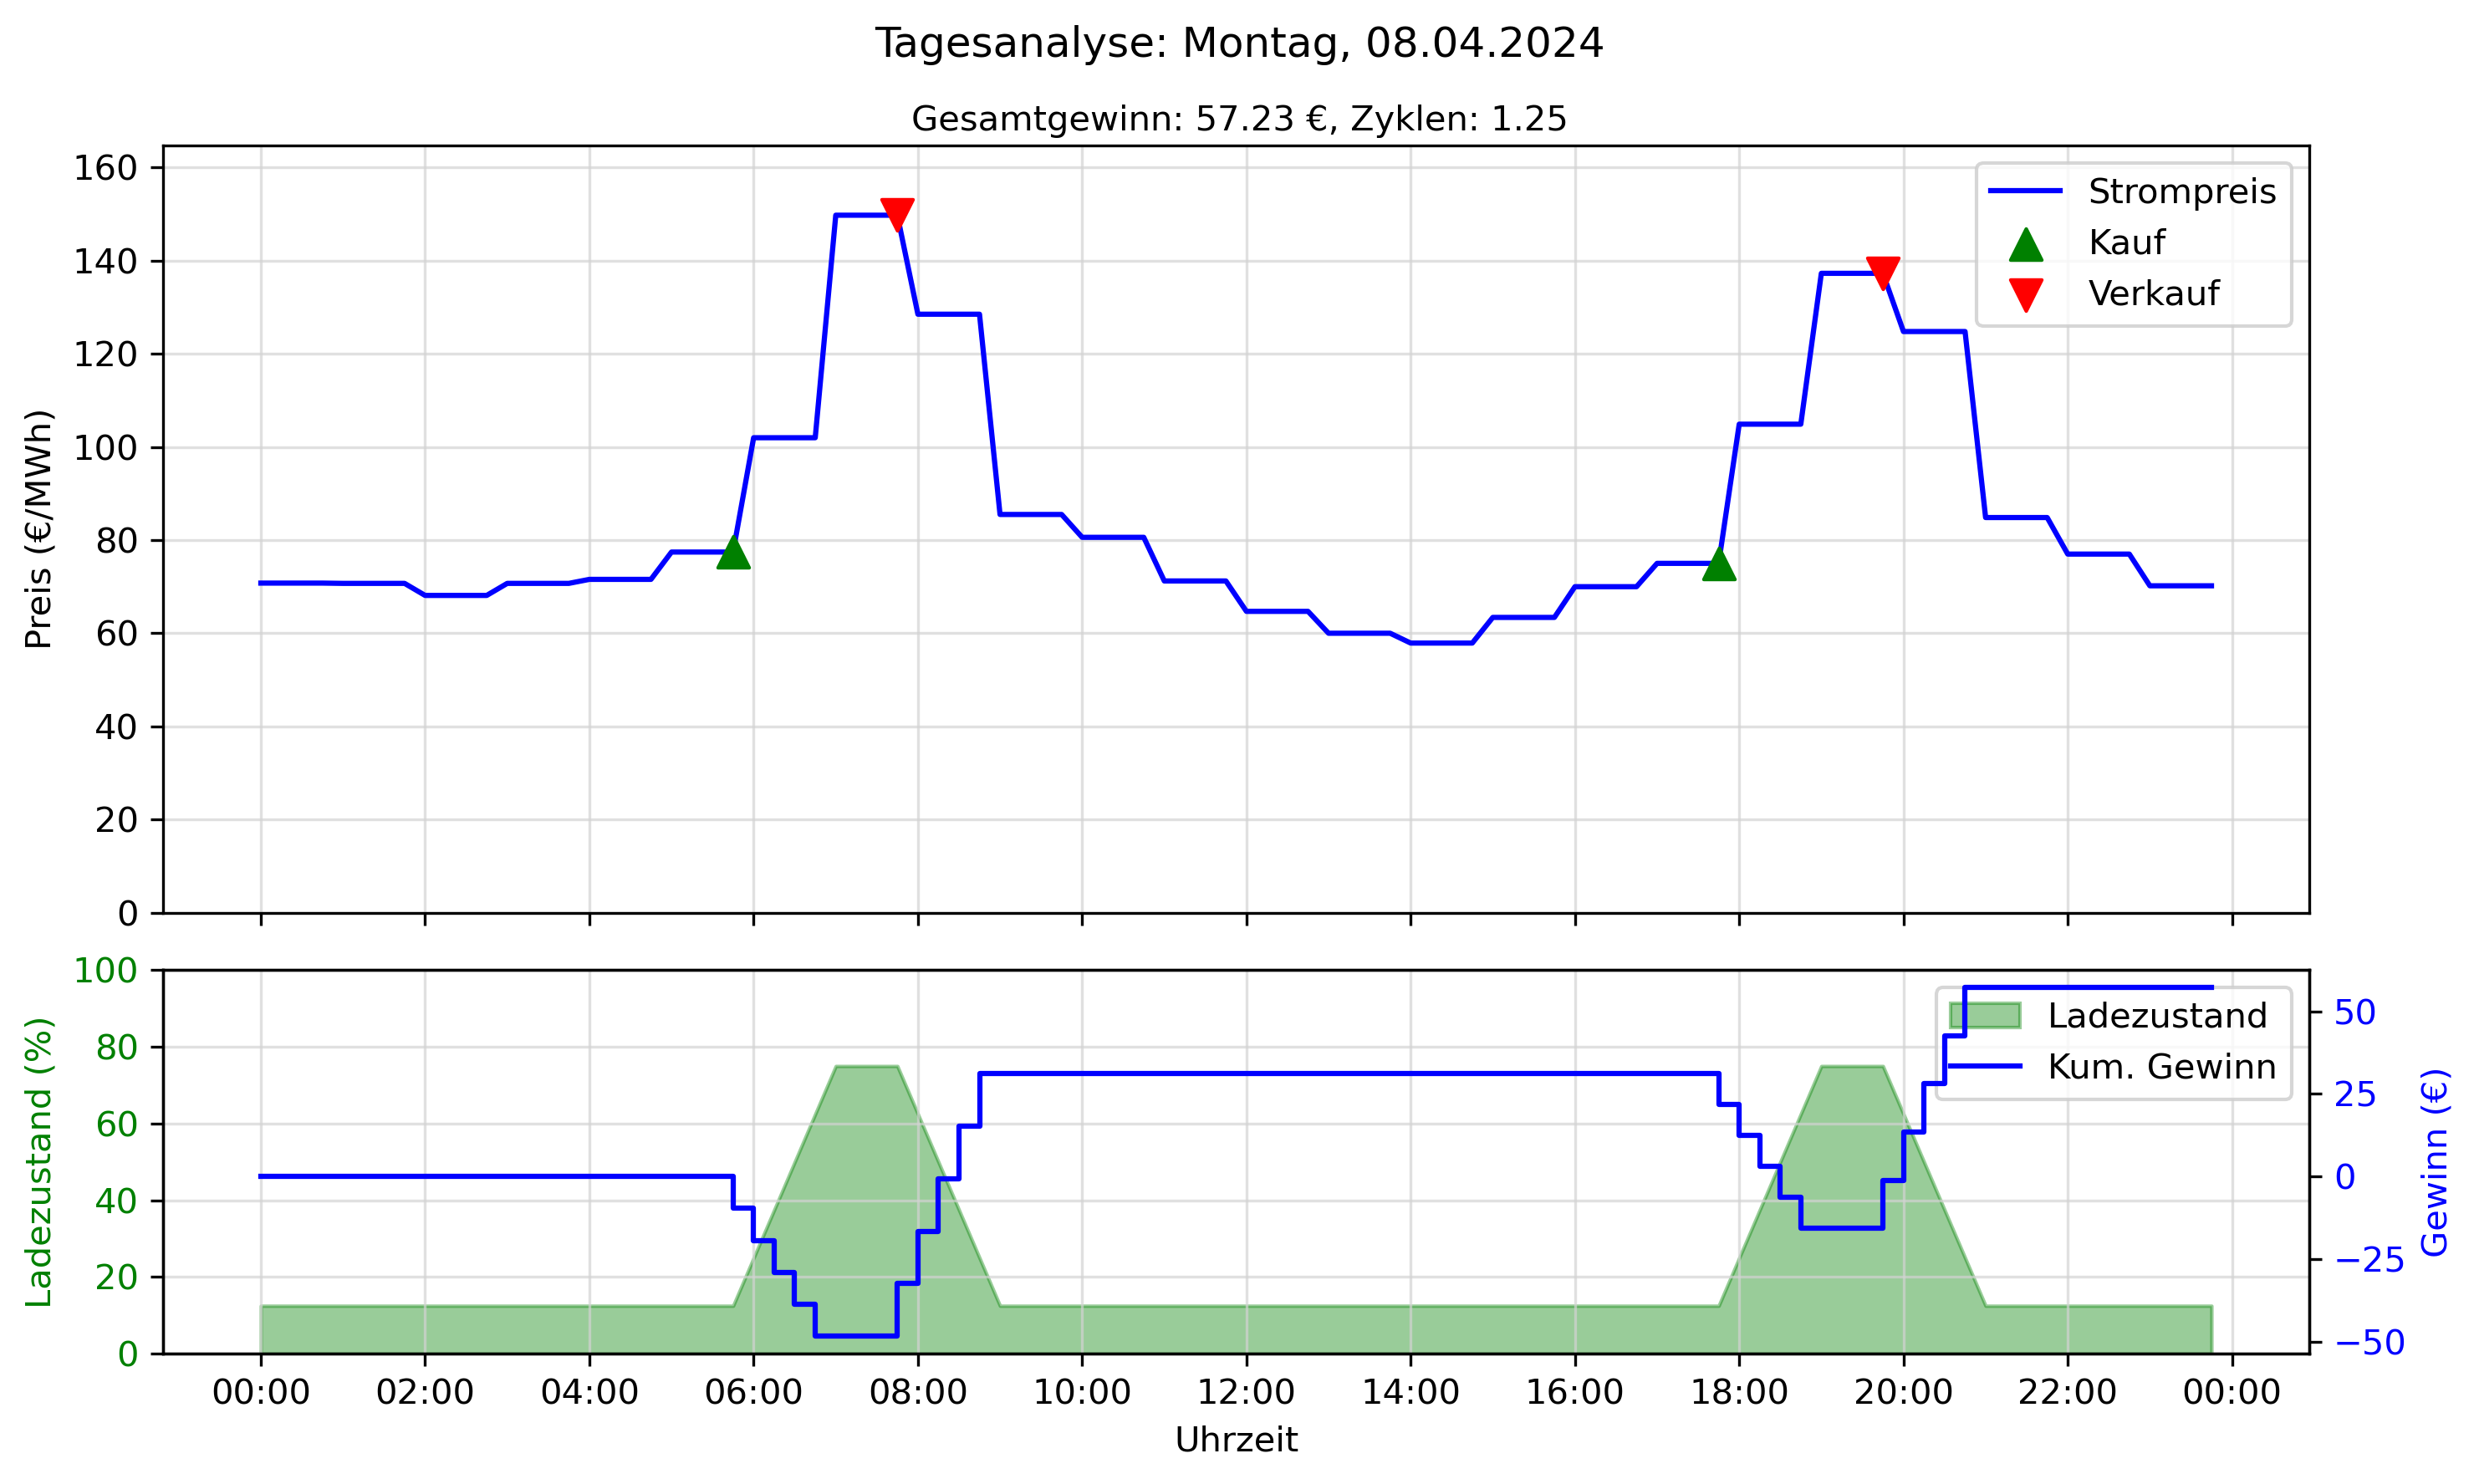 Tagesanalyse: Montag, 08.04.2024
Gesamtgewinn: 57.23 €, Zyklen: 1.25
Preis (€/MWh)
160
140
120
100
80
60
40
20
0
Strompreis
Kauf
Verkauf
Ladezustand (%)
100
80
60
40
20
0
Ladezustand
Kum. Gewinn
50
25
0
−25
−50
Gewinn (€)
00:00 02:00 04:00 06:00 08:00 10:00 12:00 14:00 16:00 18:00 20:00 22:00 00:00
Uhrzeit